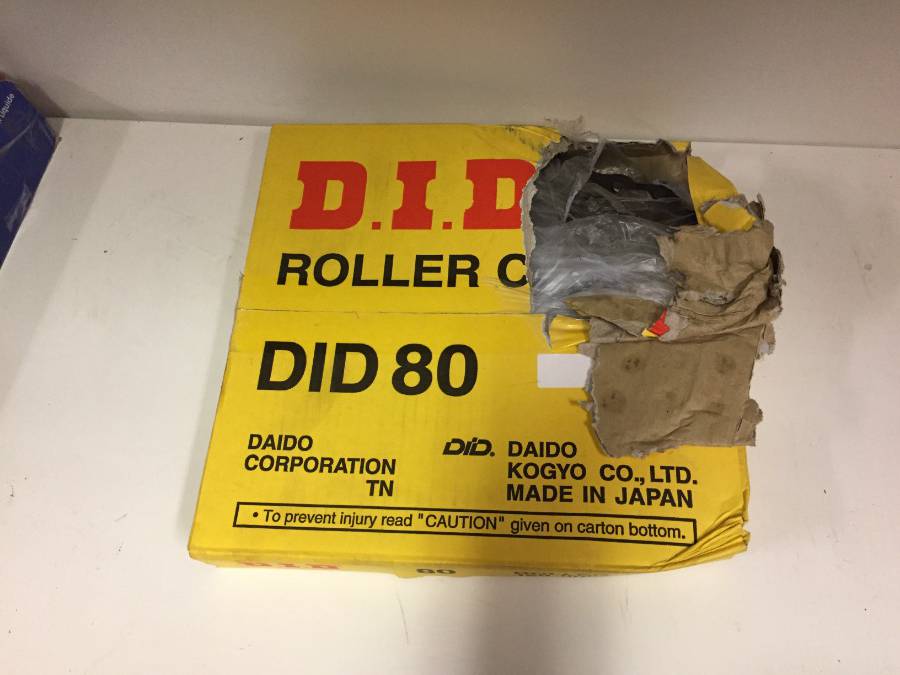 D.I.D
ROLLER C
DID 80
DAIDO
CORPORATION
TN
DID. DAIDO
KOGYO CO., LTD.
MADE IN JAPAN
• To prevent injury read "CAUTION" given on carton bottom.
D.I.D 80